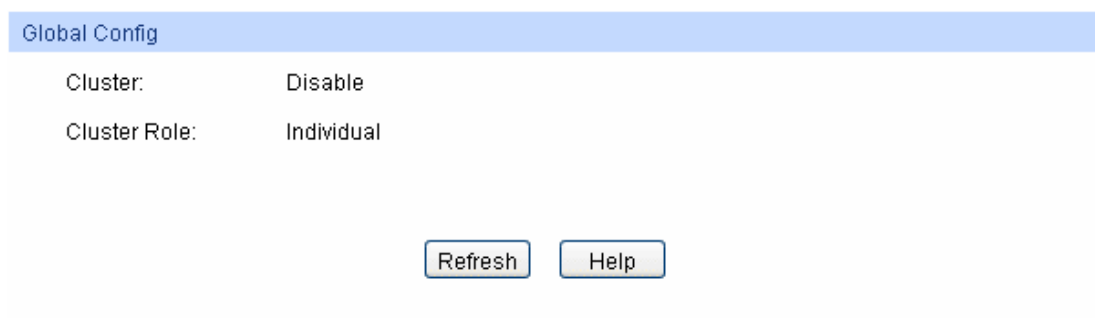 Global Config
Cluster: Disable
Cluster Role: Individual
Refresh Help